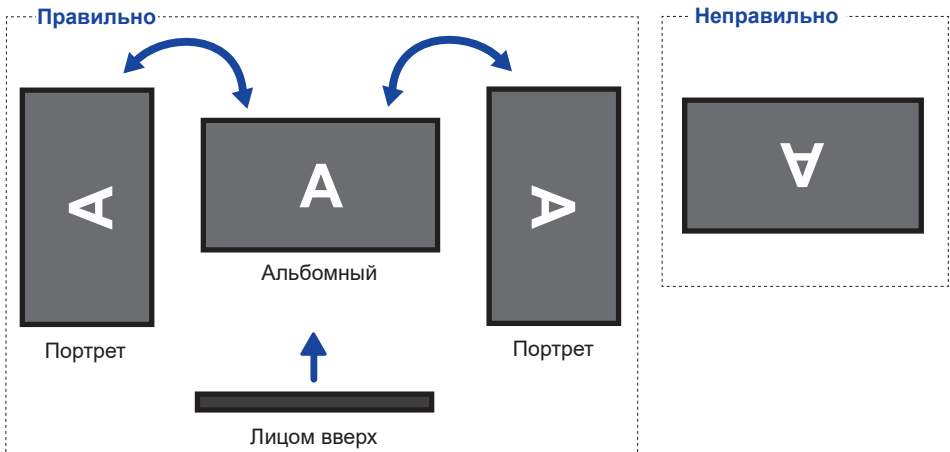 Правильно
Неправильно
A
A
A
A
Альбомный
Портрет
Портрет
Лицом вверх